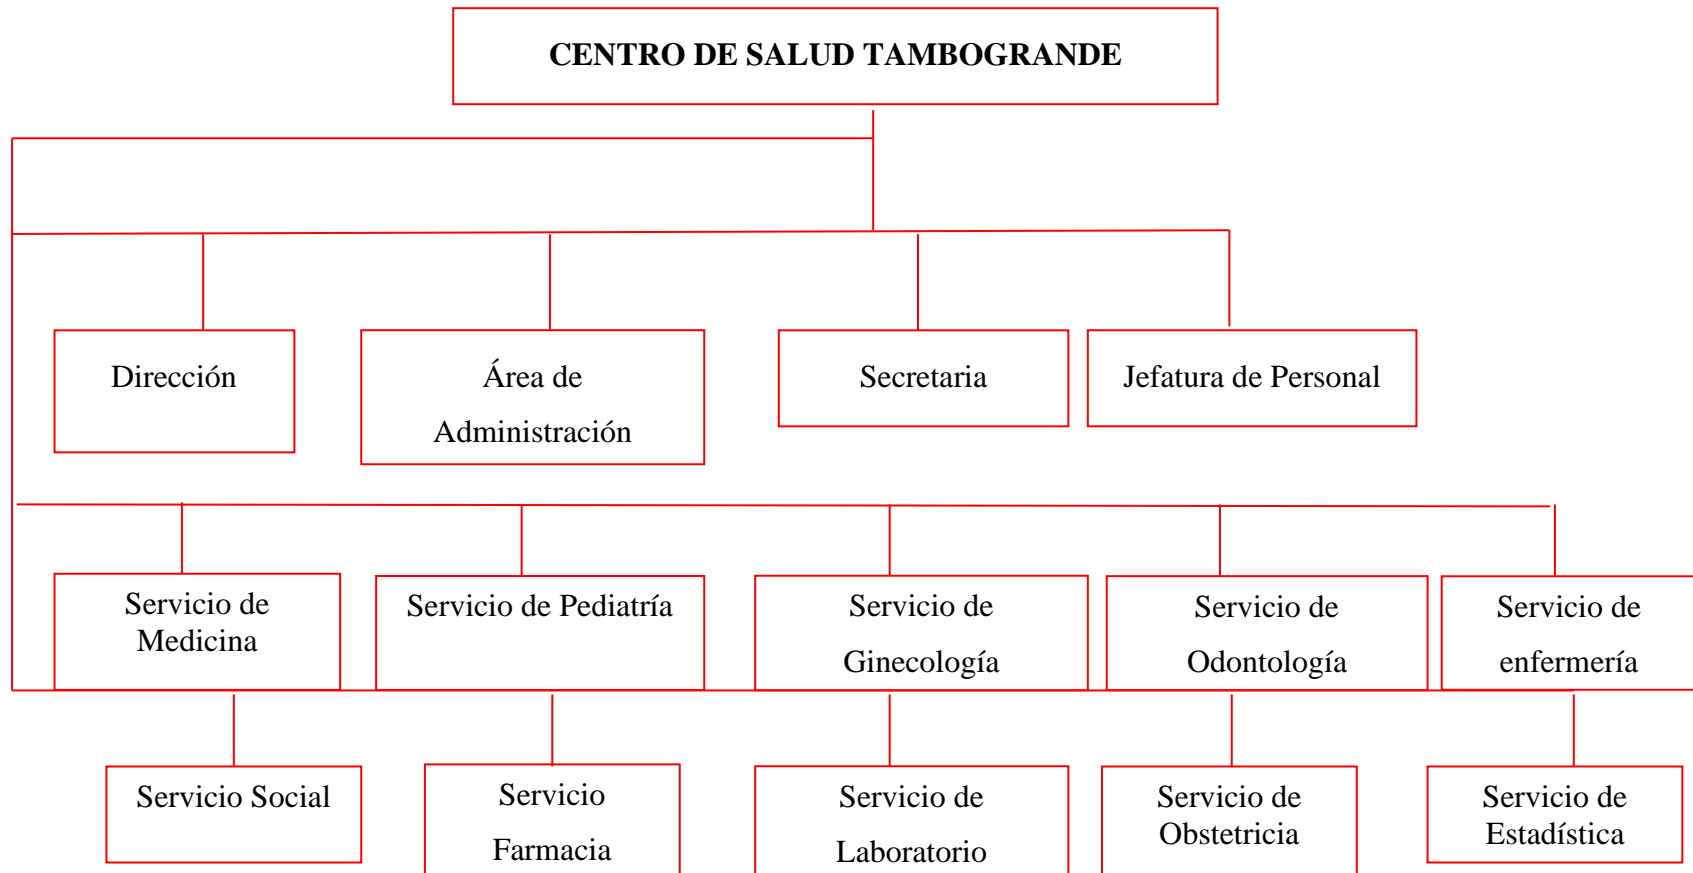 CENTRO DE SALUD TAMBOGRANDE
Dirección
Área de
Administración
Secretaria
Jefatura de Personal
Servicio de
Medicina
Servicio de Pediatría
Servicio de
Ginecología
Servicio de
Odontología
Servicio de
enfermería
Servicio Social
Servicio
Farmacia
Servicio de
Laboratorio
Servicio de
Obstetricia
Servicio de
Estadística